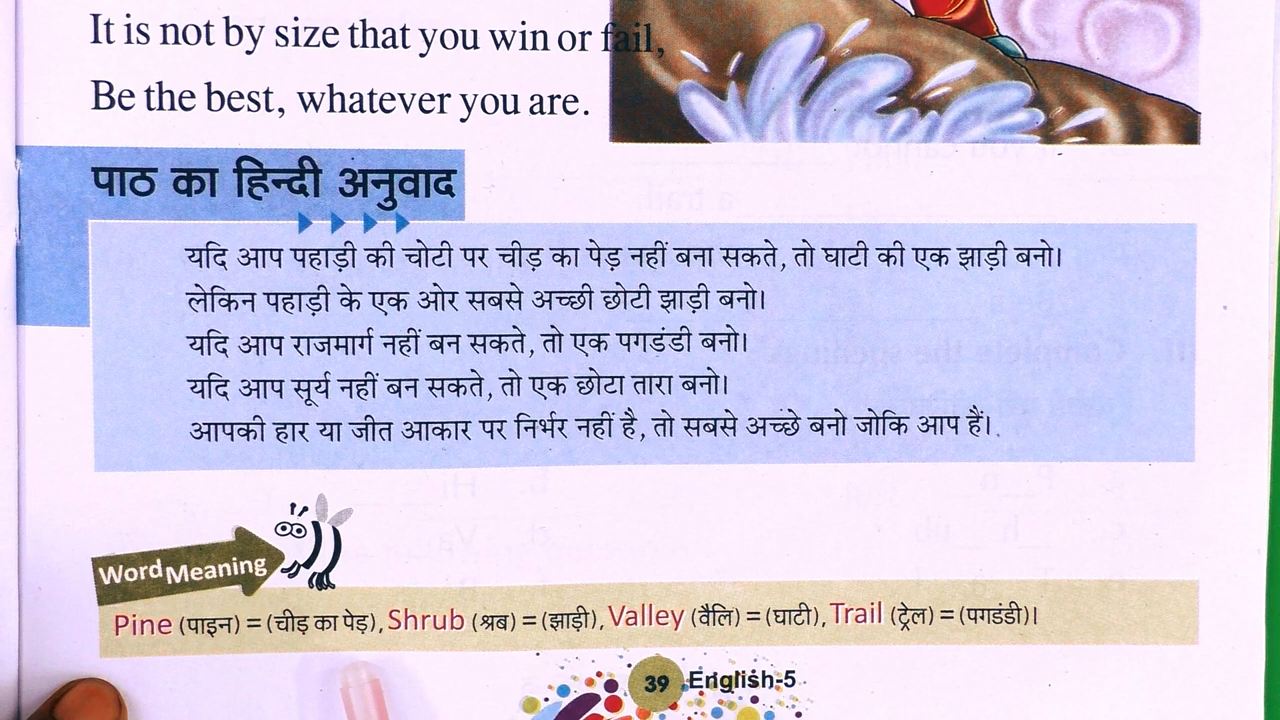 It is not by size that you win or fail,
Be the best, whatever you are.
पाठ का हिन्दी अनुवाद
यदि आप पहाड़ी की चोटी पर चीड़ का पेड़ नहीं बना सकते, तो घाटी की एक झाड़ी बनो।
लेकिन पहाड़ी के एक ओर सबसे अच्छी छोटी झाड़ी बनो।
यदि आप राजमार्ग नहीं बन सकते, तो एक पगडंडी बनो।
यदि आप सूर्य नहीं बन सकते, तो एक छोटा तारा बनो।
आपकी हार या जीत आकार पर निर्भर नहीं है, तो सबसे अच्छे बनो जोकि आप हैं।
Word Meaning
Pine (पाइन) = (चीड़ का पेड़), Shrub (श्रब) = (झाड़ी), Valley (वैलि) = (घाटी), Trail (ट्रेल) = (पगडंडी)।
39 English-5